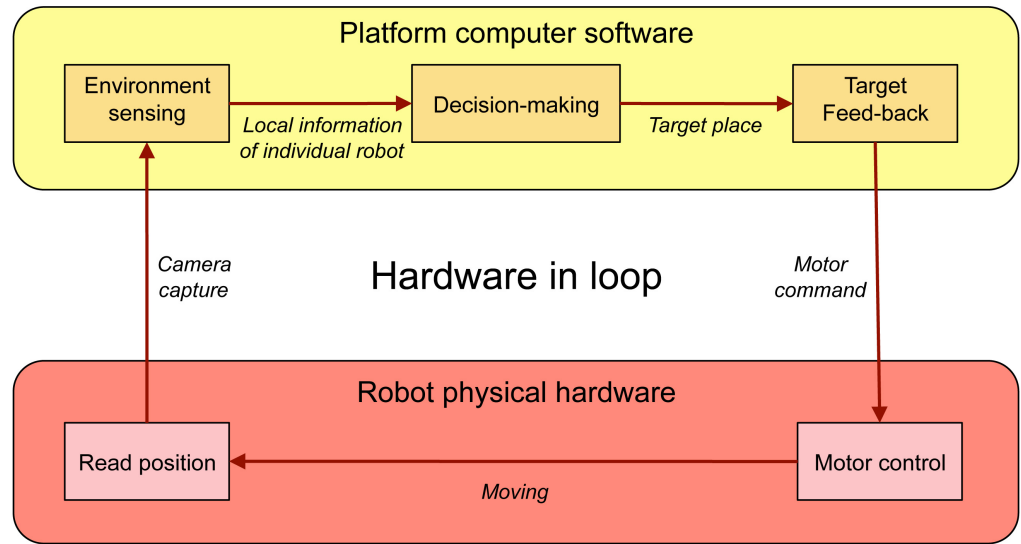 Platform computer software
Environment
sensing
Local information
of individual robot
Decision-making
Target place
Target
Feed-back
Camera
capture
Hardware in loop
Motor
command
Robot physical hardware
Read position
Moving
Motor control